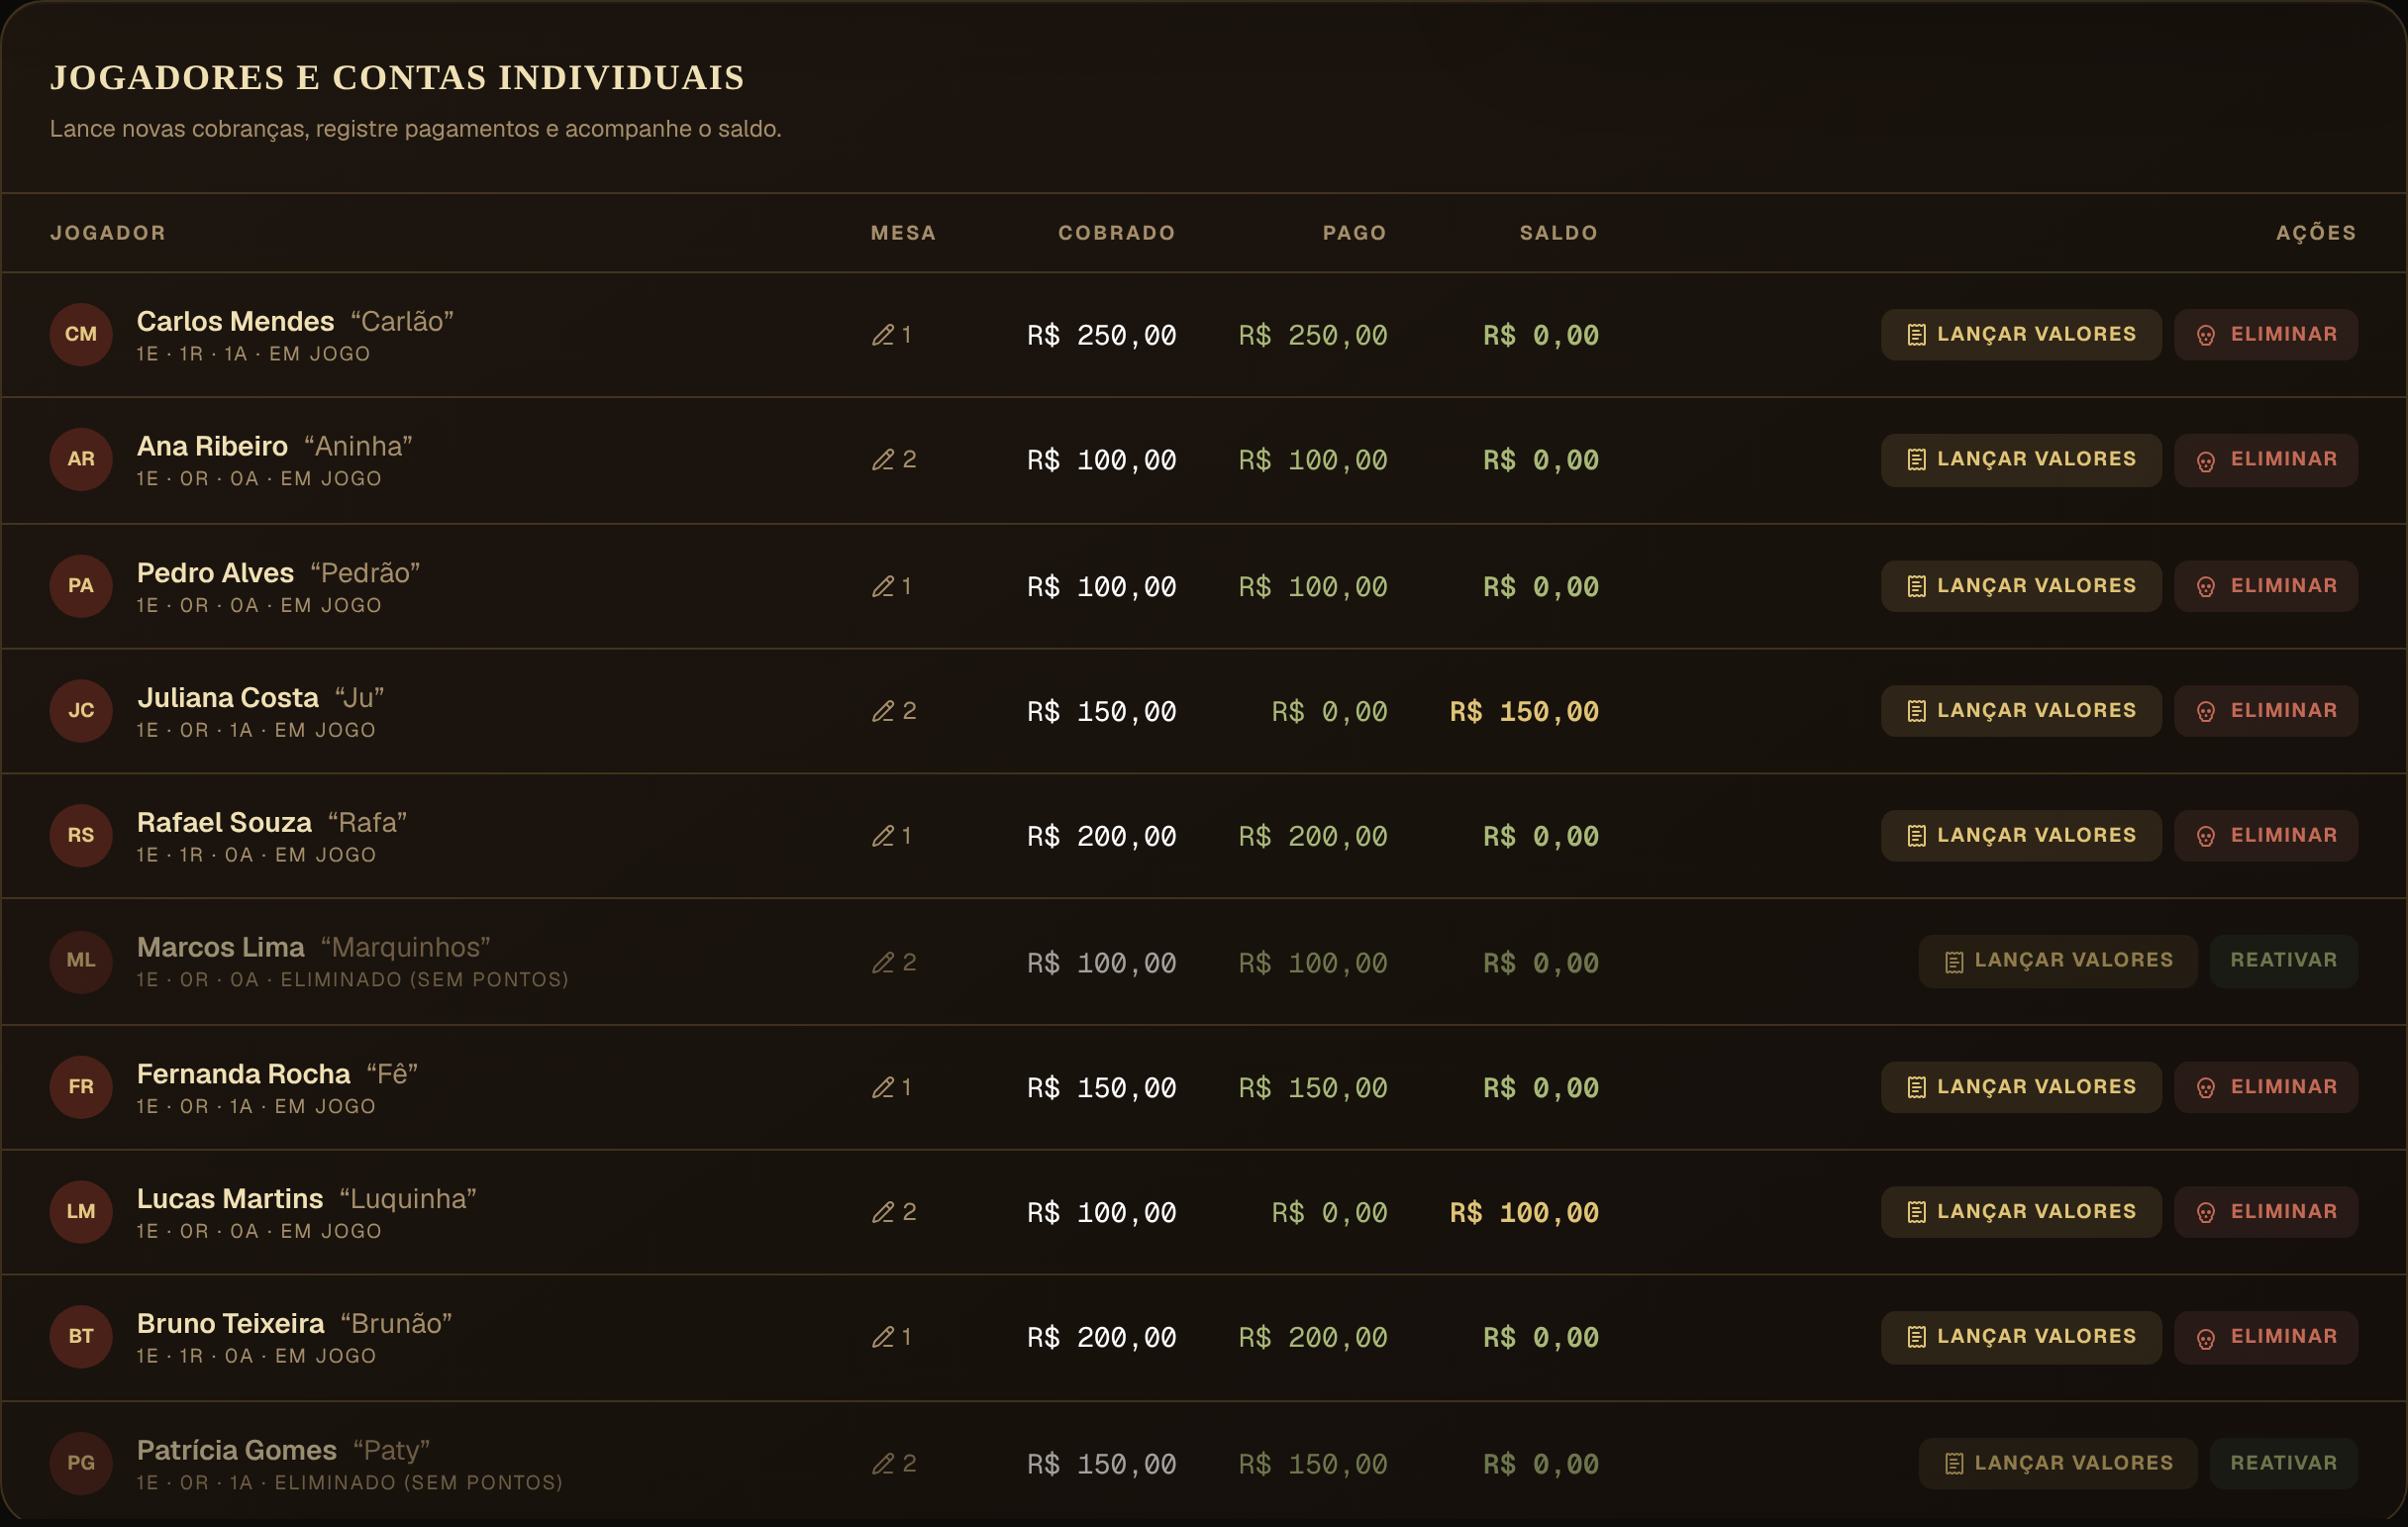 JOGADORES E CONTAS INDIVIDUAIS
Lance novas cobranças, registre pagamentos e acompanhe o saldo.
JOGADOR MESA COBRADO PAGO SALDO AÇÕES
CM Carlos Mendes “Carlão” 1 R$ 250,00 R$ 250,00 R$ 0,00 LANÇAR VALORES ELIMINAR
1E · 1R · 1A · EM JOGO
AR Ana Ribeiro “Aninha” 2 R$ 100,00 R$ 100,00 R$ 0,00 LANÇAR VALORES ELIMINAR
1E · 0R · 0A · EM JOGO
PA Pedro Alves “Pedrão” 1 R$ 100,00 R$ 100,00 R$ 0,00 LANÇAR VALORES ELIMINAR
1E · 0R · 0A · EM JOGO
JC Juliana Costa “Ju” 2 R$ 150,00 R$ 0,00 R$ 150,00 LANÇAR VALORES ELIMINAR
1E · 0R · 1A · EM JOGO
RS Rafael Souza “Rafa” 1 R$ 200,00 R$ 200,00 R$ 0,00 LANÇAR VALORES ELIMINAR
1E · 1R · 0A · EM JOGO
ML Marcos Lima “Marquinhos” 2 R$ 100,00 R$ 100,00 R$ 0,00 LANÇAR VALORES REATIVAR
1E · 0R · 0A · ELIMINADO (SEM PONTOS)
FR Fernanda Rocha “Fê” 1 R$ 150,00 R$ 150,00 R$ 0,00 LANÇAR VALORES ELIMINAR
1E · 0R · 1A · EM JOGO
LM Lucas Martins “Luquinha” 2 R$ 100,00 R$ 0,00 R$ 100,00 LANÇAR VALORES ELIMINAR
1E · 0R · 0A · EM JOGO
BT Bruno Teixeira “Brunão” 1 R$ 200,00 R$ 200,00 R$ 0,00 LANÇAR VALORES ELIMINAR
1E · 1R · 0A · EM JOGO
PG Patrícia Gomes “Paty” 2 R$ 150,00 R$ 150,00 R$ 0,00 LANÇAR VALORES REATIVAR
1E · 0R · 1A · ELIMINADO (SEM PONTOS)